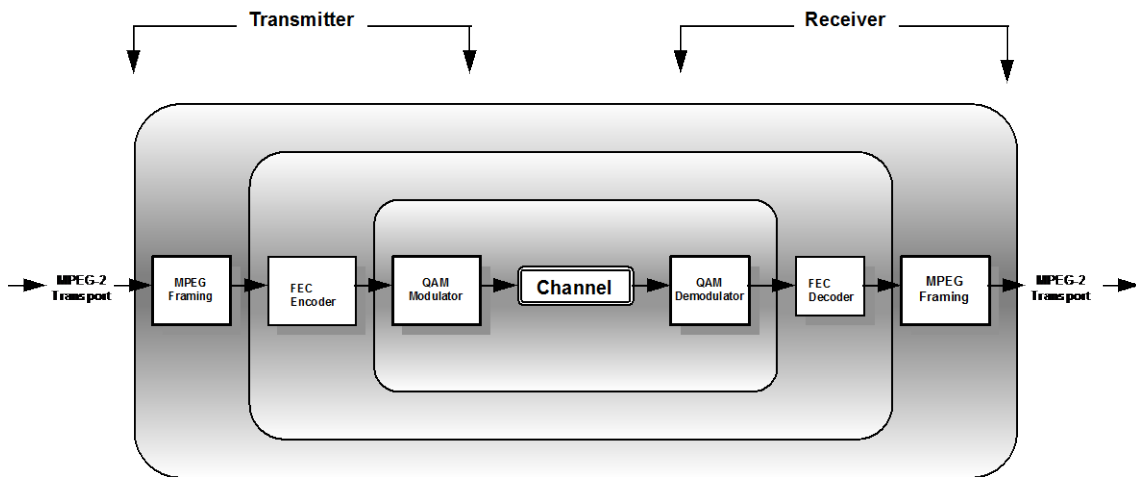 Transmitter
Receiver
MPEG-2
Transport
MPEG
Framing
FEC
Encoder
QAM
Modulator
Channel
QAM
Demodulator
FEC
Decoder
MPEG
Framing
MPEG-2
Transport